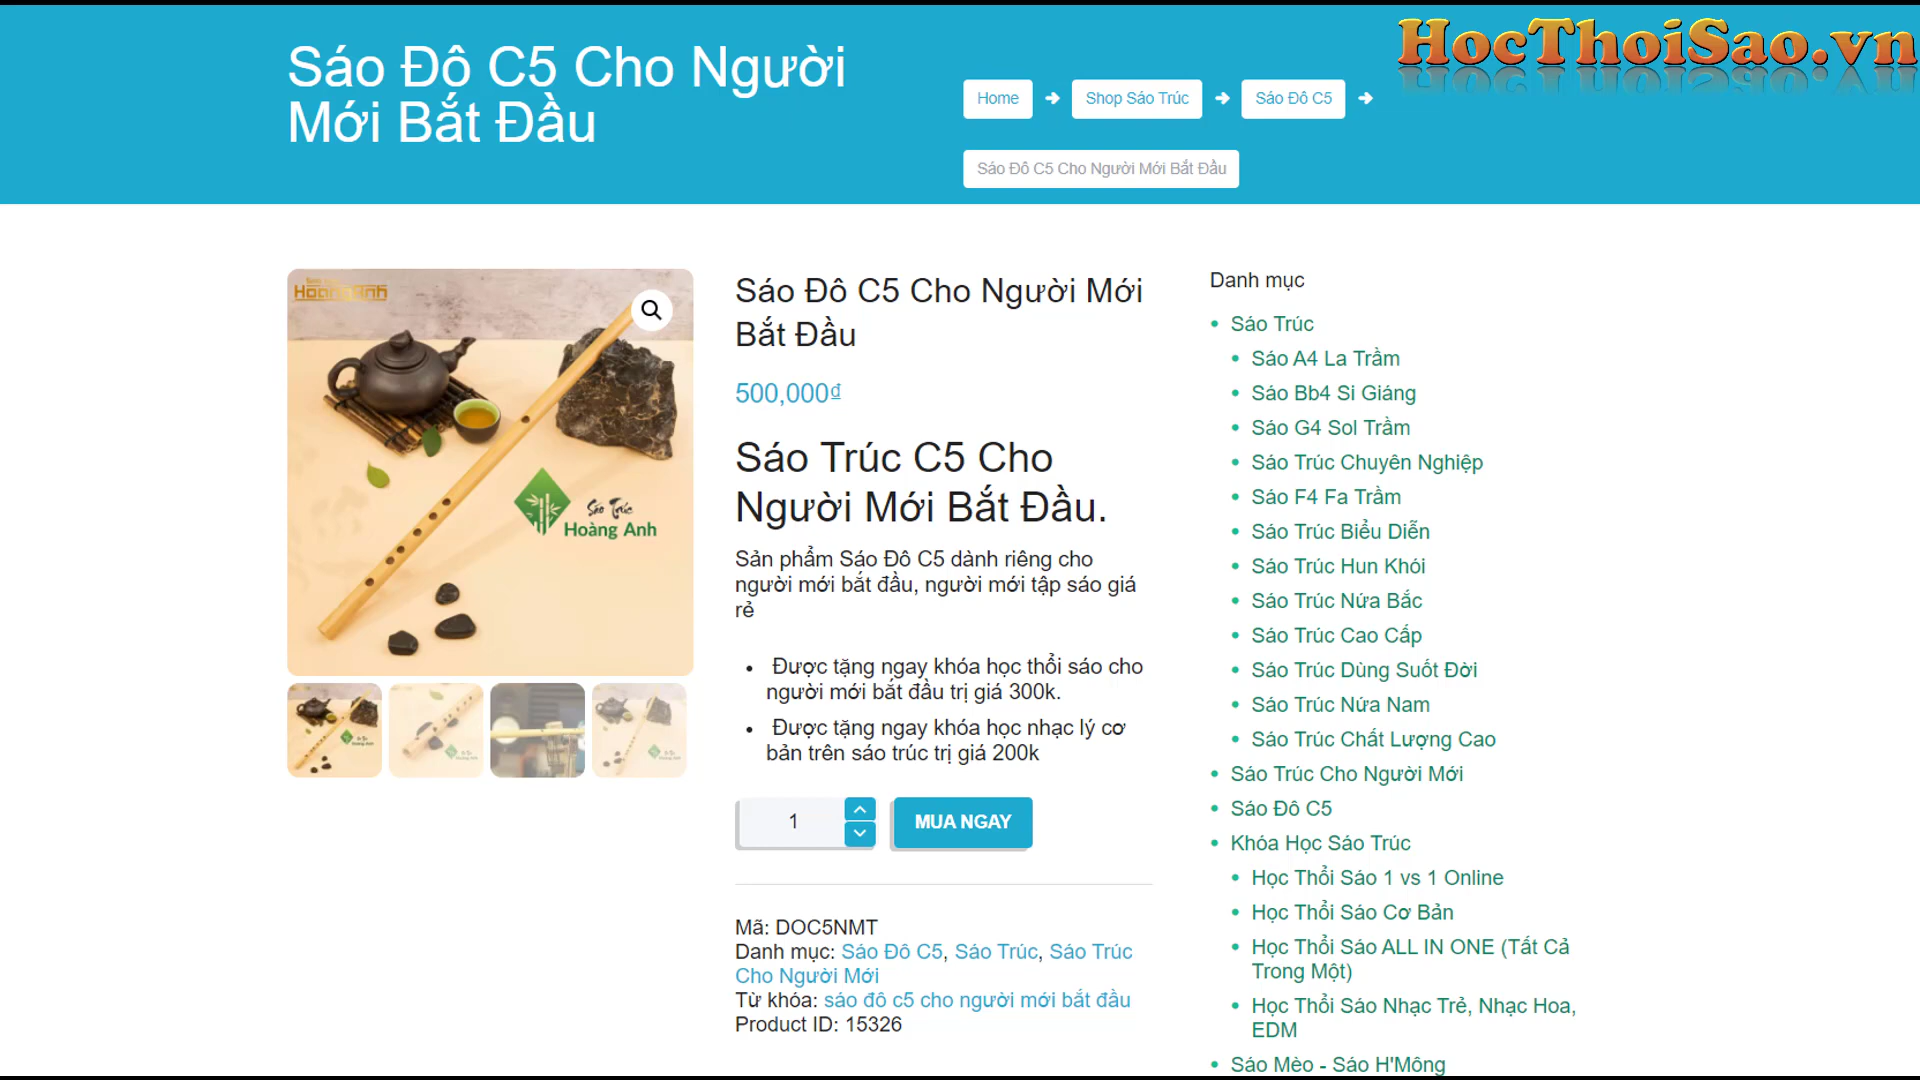 HocThoiSao.vn
Sáo Đô C5 Cho Người
Mới Bắt Đầu
Home
Shop Sáo Trúc
Sáo Đô C5
Sáo Đô C5 Cho Người Mới Bắt Đầu
HoangAnh
Sáo Trúc
Hoàng Anh
Sáo Đô C5 Cho Người Mới
Bắt Đầu
500,000₫
Sáo Trúc C5 Cho
Người Mới Bắt Đầu.
Sản phẩm Sáo Đô C5 dành riêng cho
người mới bắt đầu, người mới tập sáo giá
rẻ
Được tặng ngay khóa học thổi sáo cho
người mới bắt đầu trị giá 300k.
Được tặng ngay khóa học nhạc lý cơ
bản trên sáo trúc trị giá 200k
1
MUA NGAY
Mã: DOC5NMT
Danh mục: Sáo Đô C5, Sáo Trúc, Sáo Trúc
Cho Người Mới
Từ khóa: sáo đô c5 cho người mới bắt đầu
Product ID: 15326
Danh mục
Sáo Trúc
Sáo A4 La Trầm
Sáo Bb4 Si Giáng
Sáo G4 Sol Trầm
Sáo Trúc Chuyên Nghiệp
Sáo F4 Fa Trầm
Sáo Trúc Biểu Diễn
Sáo Trúc Hun Khói
Sáo Trúc Nứa Bắc
Sáo Trúc Cao Cấp
Sáo Trúc Dùng Suốt Đời
Sáo Trúc Nứa Nam
Sáo Trúc Chất Lượng Cao
Sáo Trúc Cho Người Mới
Sáo Đô C5
Khóa Học Sáo Trúc
Học Thổi Sáo 1 vs 1 Online
Học Thổi Sáo Cơ Bản
Học Thổi Sáo ALL IN ONE (Tất Cả
Trong Một)
Học Thổi Sáo Nhạc Trẻ, Nhạc Hoa,
EDM
Sáo Mèo - Sáo H'Mông